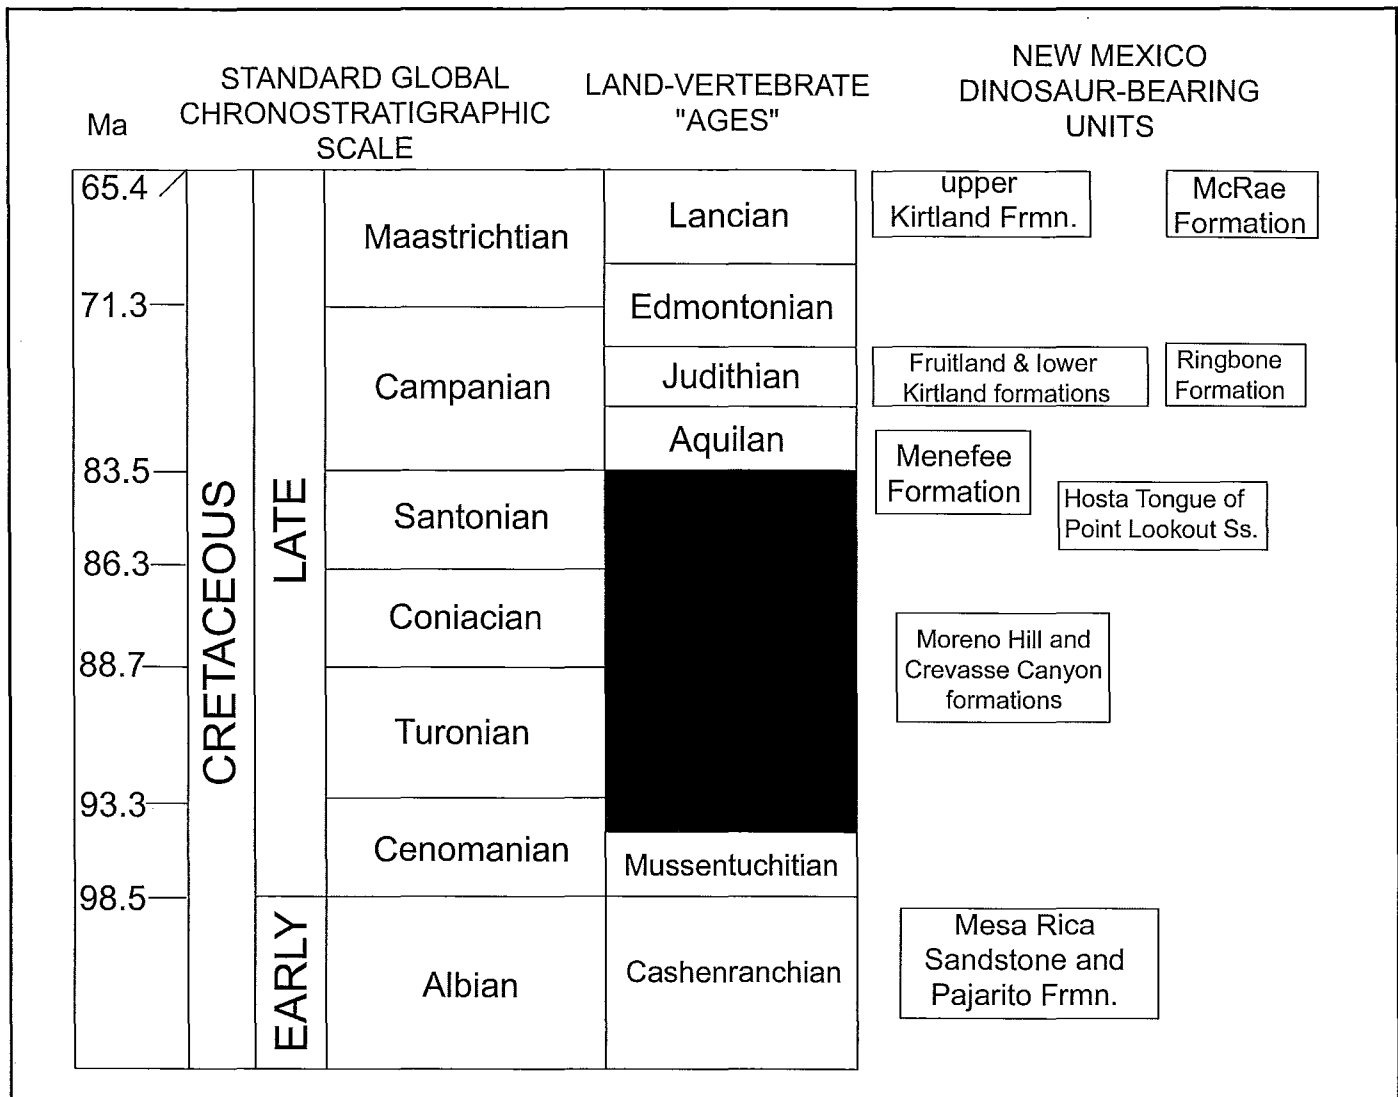 Ma
STANDARD GLOBAL
CHRONOSTRATIGRAPHIC
SCALE
LAND-VERTEBRATE
"AGES"
NEW MEXICO
DINOSAUR-BEARING
UNITS
65.4
71.3
83.5
86.3
88.7
93.3
98.5
CRETACEOUS
LATE
EARLY
Maastrichtian
Campanian
Santonian
Coniacian
Turonian
Cenomanian
Albian
Lancian
Edmontonian
Judithian
Aquilan
Mussentuchitian
Cashenranchian
upper
Kirtland Frmn.
McRae
Formation
Fruitland & lower
Kirtland formations
Ringbone
Formation
Menefee
Formation
Hosta Tongue of
Point Lookout Ss.
Moreno Hill and
Crevasse Canyon
formations
Mesa Rica
Sandstone and
Pajarito Frmn.